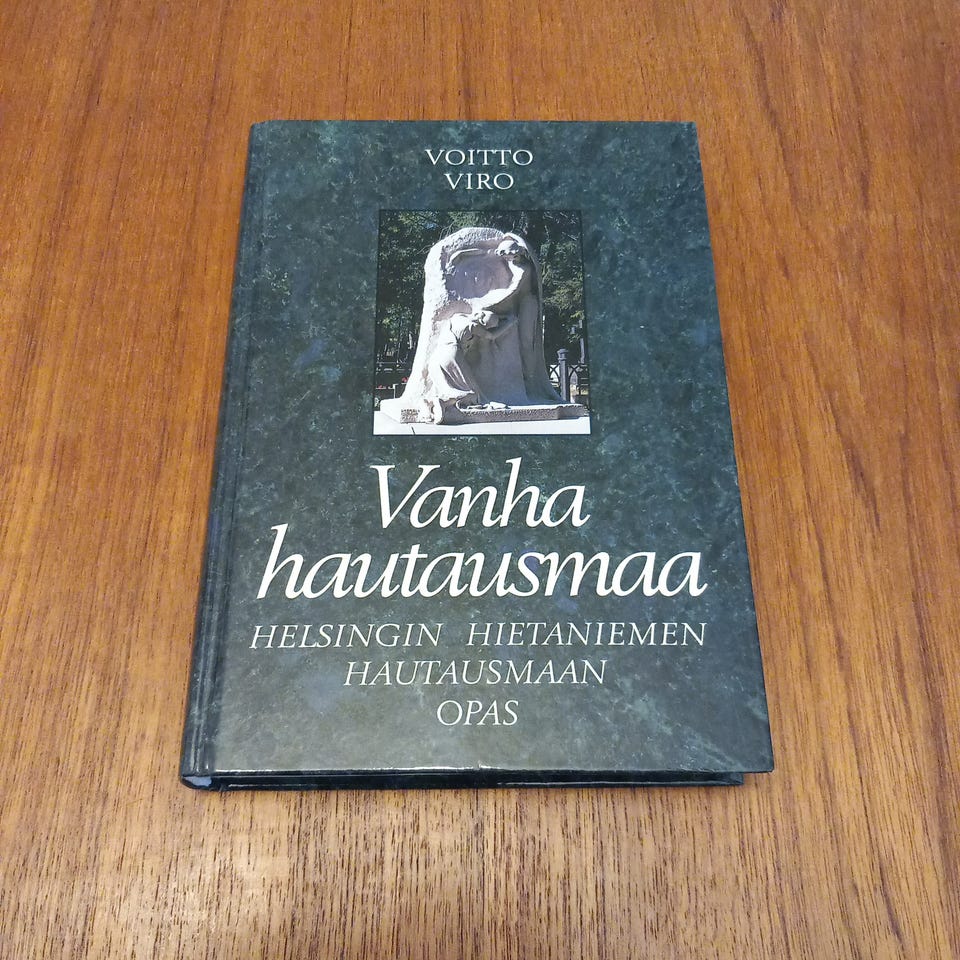 VOITTO
VIRO
Vanha
hautausmaa
HELSINGIN HIETANIEMEN
HAUTAUSMAAN
OPAS